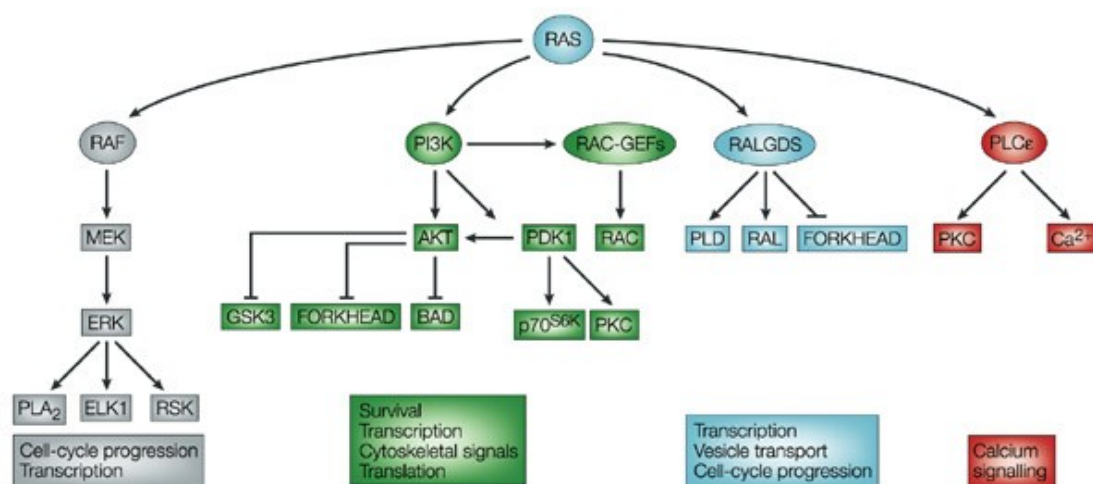 RAS
RAF
PI3K
RAC-GEFs
RALGDS
PLCε
MEK
AKT
PDK1
RAC
PLD
RAL
FORKHEAD
PKC
Ca²⁺
ERK
GSK3
FORKHEAD
BAD
p70ˢ⁶ᴷ
PKC
PLA₂
ELK1
RSK
Cell-cycle progression
Transcription
Survival
Transcription
Cytoskeletal signals
Translation
Transcription
Vesicle transport
Cell-cycle progression
Calcium
signalling